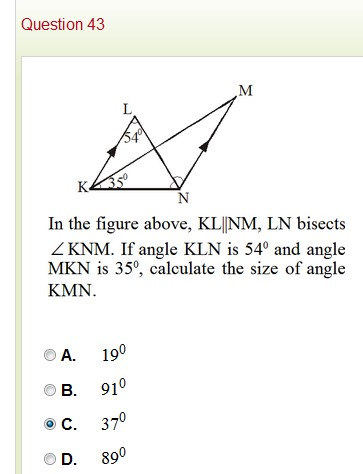 Question 43
M
L
54⁰
K 35⁰
N
In the figure above, KL||NM, LN bisects
∠KNM. If angle KLN is 54⁰ and angle
MKN is 35⁰, calculate the size of angle
KMN.
A. 19⁰
B. 91⁰
C. 37⁰
D. 89⁰